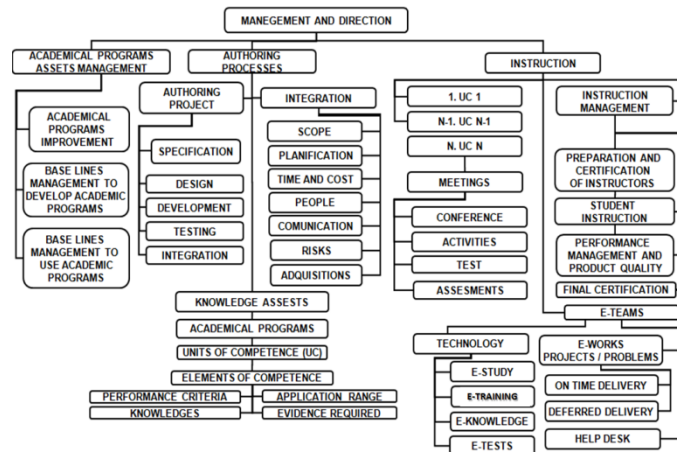 MANEGEMENT AND DIRECTION
ACADEMICAL PROGRAMS
ASSETS MANAGEMENT
AUTHORING
PROCESSES
INSTRUCTION
AUTHORING
PROJECT
INTEGRATION
ACADEMICAL
PROGRAMS
IMPROVEMENT
BASE LINES
MANAGEMENT TO
DEVELOP ACADEMIC
PROGRAMS
BASE LINES
MANAGEMENT TO
USE ACADEMIC
PROGRAMS
SPECIFICATION
DESIGN
DEVELOPMENT
TESTING
INTEGRATION
SCOPE
PLANIFICATION
TIME AND COST
PEOPLE
COMUNICATION
RISKS
ADQUISITIONS
1. UC 1
N-1. UC N-1
N. UC N
MEETINGS
CONFERENCE
ACTIVITIES
TEST
ASSESMENTS
INSTRUCTION
MANAGEMENT
PREPARATION AND
CERTIFICATION
OF INSTRUCTORS
STUDENT
INSTRUCTION
PERFORMANCE
MANAGEMENT AND
PRODUCT QUALITY
FINAL CERTIFICATION
KNOWLEDGE ASSESTS
ACADEMICAL PROGRAMS
UNITS OF COMPETENCE (UC)
ELEMENTS OF COMPETENCE
PERFORMANCE CRITERIA
APPLICATION RANGE
KNOWLEDGES
EVIDENCE REQUIRED
E-TEAMS
TECHNOLOGY
E-STUDY
E-TRAINING
E-KNOWLEDGE
E-TESTS
E-WORKS
PROJECTS / PROBLEMS
ON TIME DELIVERY
DEFERRED DELIVERY
HELP DESK